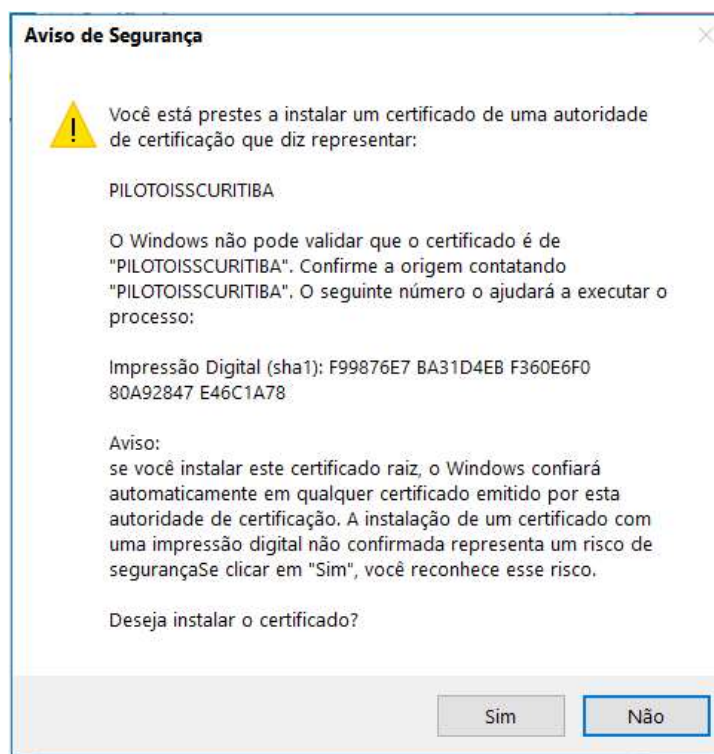 Aviso de Segurança
Você está prestes a instalar um certificado de uma autoridade
de certificação que diz representar:
PILOTOISSCURITIBA
O Windows não pode validar que o certificado é de
"PILOTOISSCURITIBA". Confirme a origem contatando
"PILOTOISSCURITIBA". O seguinte número o ajudará a executar o
processo:
Impressão Digital (sha1): F99876E7 BA31D4EB F360E6F0
80A92847 E46C1A78
Aviso:
se você instalar este certificado raiz, o Windows confiará
automaticamente em qualquer certificado emitido por esta
autoridade de certificação. A instalação de um certificado com
uma impressão digital não confirmada representa um risco de
segurançaSe clicar em "Sim", você reconhece esse risco.
Deseja instalar o certificado?
Sim
Não